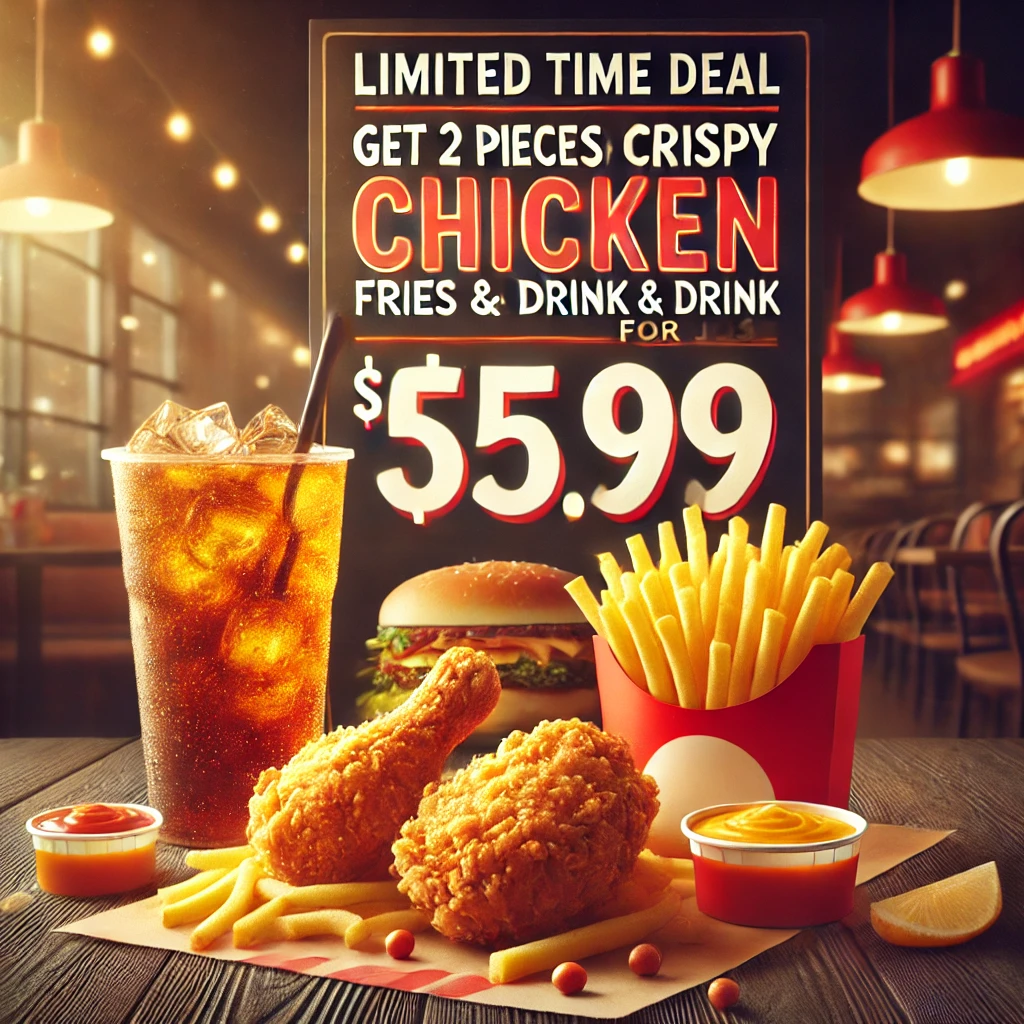 LIMITED TIME DEAL
GET 2 PIECES CRISPY
CHICKEN
FRIES & DRINK & DRINK
FOR
$$55.99